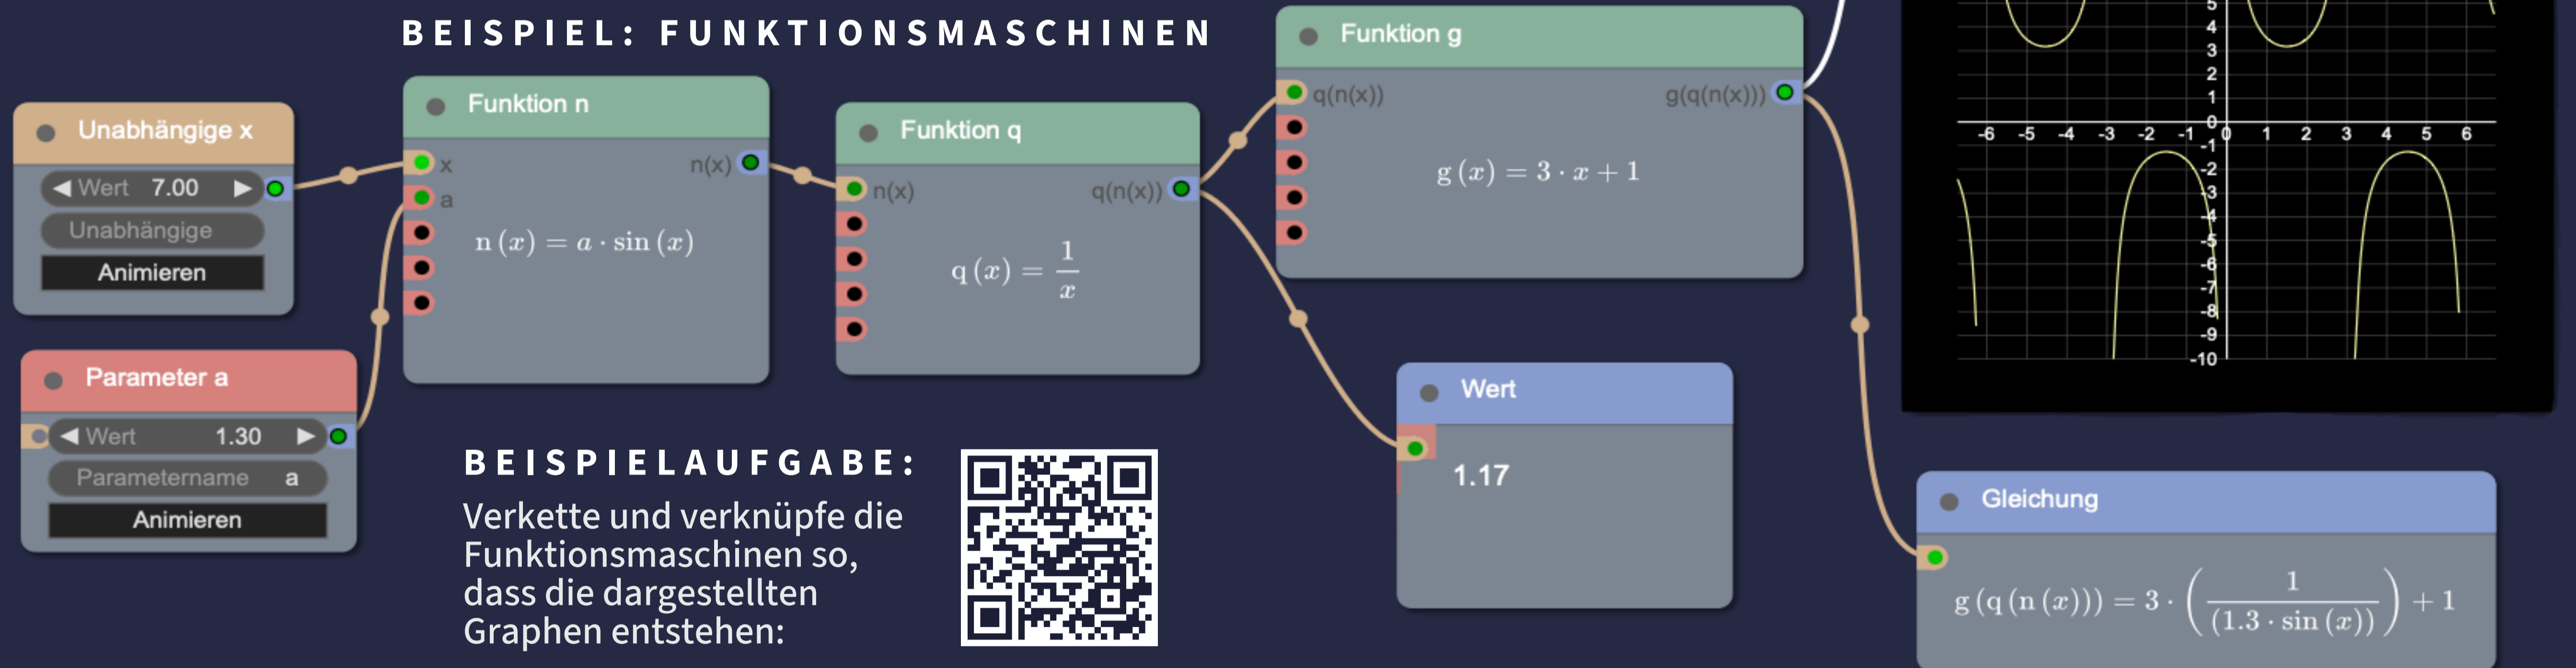 BEISPIEL: FUNKTIONSMASCHINEN
Unabhängige x
Wert 7.00
Unabhängige
Animieren
Parameter a
Wert 1.30
Parametername a
Animieren
Funktion n
x n(x)
a
n (x) = a · sin (x)
Funktion q
n(x) q(n(x))
q (x) = 1/x
Funktion g
q(n(x)) g(q(n(x)))
g (x) = 3 · x + 1
Wert
1.17
BEISPIELAUFGABE:
Verkette und verknüpfe die
Funktionsmaschinen so,
dass die dargestellten
Graphen entstehen:
5
4
3
2
1
0
-6 -5 -4 -3 -2 -1 0 1 2 3 4 5 6
-1
-2
-3
-4
-5
-6
-7
-8
-9
-10
Gleichung
g (q (n (x))) = 3 · (1/(1.3 · sin (x))) + 1